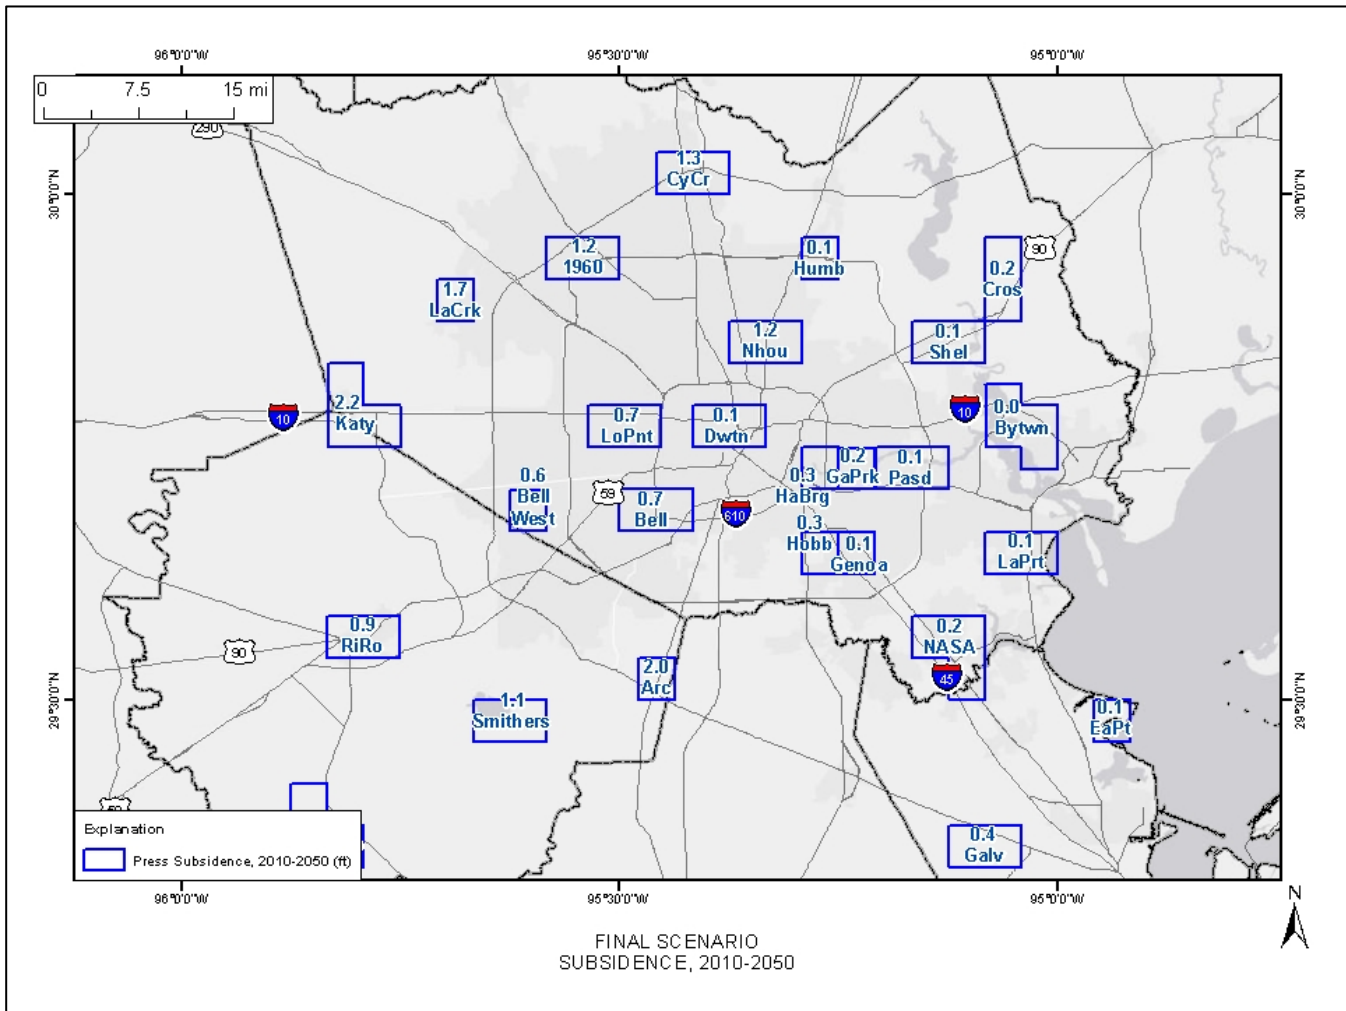 96°0'0"W
95°30'0"W
95°0'0"W
0 7.5 15 mi
290
1.3
CyCr
30°0'0"N
30°0'0"N
1.2
1960
0.1
Humb
90
0.2
Cros
1.7
LaCrk
1.2
Nhou
0.1
Shel
2.2
Katy
10
0.7
LoPnt
0.1
Dwtn
10
0.0
Bytwn
0.2
GaPrk
0.1
Pasd
0.3
HaBrg
0.6
Bell
West
59
0.7
Bell
610
0.3
Hobb
0.1
Genoa
0.1
LaPrt
0.9
RiRo
90
0.2
NASA
2.0
Arc
45
29°30'0"N
29°30'0"N
1.1
Smithers
0.1
EaPt
Explanation
Press Subsidence, 2010-2050 (ft)
0.4
Galv
96°0'0"W
95°30'0"W
95°0'0"W
N
FINAL SCENARIO
SUBSIDENCE, 2010-2050